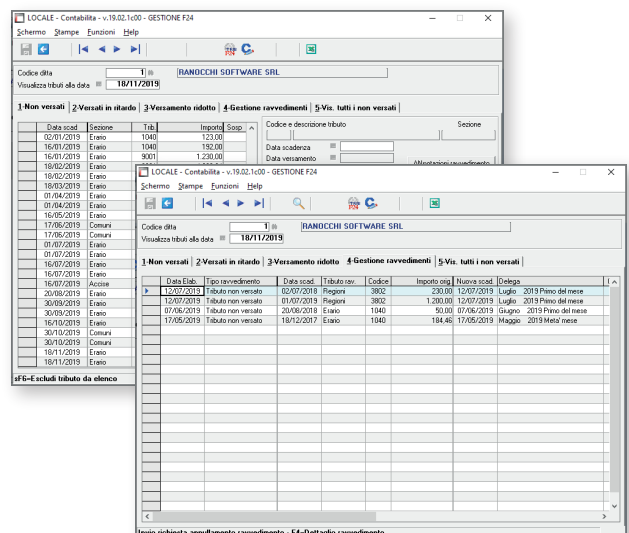 LOCALE - Contabilita - v.19.02.1c00 - GESTIONE F24
Schermo Stampe Funzioni Help
Codice ditta 1 RANOCCHI SOFTWARE SRL
Visualizza tributi alla data 18/11/2019
1-Non versati 2-Versati in ritardo 3-Versamento ridotto 4-Gestione ravvedimenti 5-Vis. tutti i non versati
Data scad Sezione Trib. Importo Sosp
02/01/2019 Erario 1040 123,00
16/01/2019 Erario 1040 192,00
16/01/2019 Erario 9001 1.230,00
18/02/2019 Erario
18/02/2019 Erario
18/03/2019 Erario
01/04/2019 Erario
01/04/2019 Erario
16/05/2019 Erario
17/06/2019 Comuni
17/06/2019 Comuni
01/07/2019 Erario
01/07/2019 Erario
16/07/2019 Erario
16/07/2019 Erario
16/07/2019 Accise
20/08/2019 Erario
30/09/2019 Erario
30/09/2019 Erario
16/10/2019 Erario
30/10/2019 Comuni
30/10/2019 Comuni
18/11/2019 Erario
18/11/2019 Erario
Codice e descrizione tributo Sezione
Data scadenza
Data versamento
sF6=Escludi tributo da elenco
LOCALE - Contabilita - v.19.02.1c00 - GESTIONE F24
Schermo Stampe Funzioni Help
Codice ditta 1 RANOCCHI SOFTWARE SRL
Visualizza tributi alla data 18/11/2019
1-Non versati 2-Versati in ritardo 3-Versamento ridotto 4-Gestione ravvedimenti 5-Vis. tutti i non versati
Data Elab. Tipo ravvedimento Data scad. Tributo rav. Codice Importo orig. Nuova scad. Delega
12/07/2019 Tributo non versato 02/07/2018 Regioni 3802 230,00 12/07/2019 Luglio 2019 Primo del mese
12/07/2019 Tributo non versato 01/07/2019 Regioni 3802 1.200,00 12/07/2019 Luglio 2019 Primo del mese
07/06/2019 Tributo non versato 20/08/2018 Erario 1040 50,00 07/06/2019 Giugno 2019 Primo del mese
17/05/2019 Tributo non versato 18/12/2017 Erario 1040 184,46 17/05/2019 Maggio 2019 Meta' mese
Invio richiesta annullamento ravvedimento - F4=Dettaglio ravvedimento